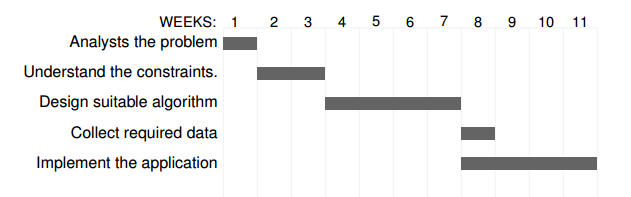 WEEKS: 1 2 3 4 5 6 7 8 9 10 11
Analysts the problem
Understand the constraints.
Design suitable algorithm
Collect required data
Implement the application